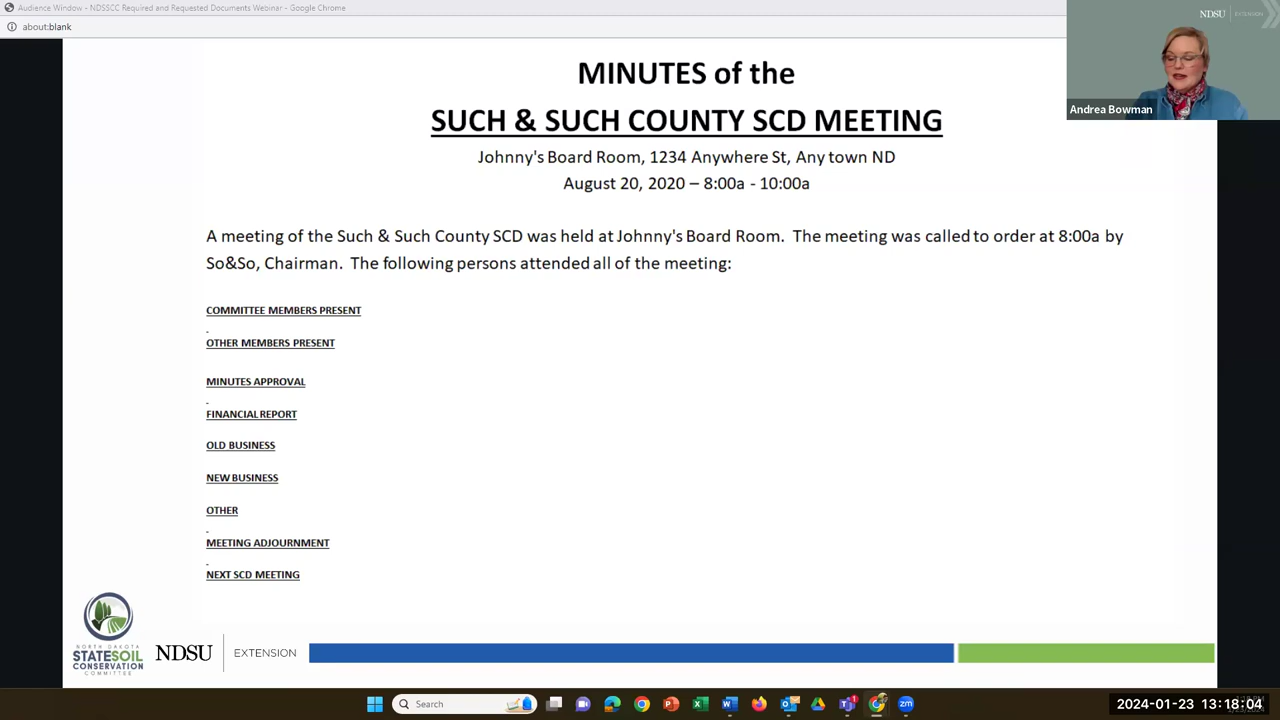 Audience Window - NDSSCC Required and Requested Documents Webinar - Google Chrome
about:blank
NDSU EXTENSION
Andrea Bowman
MINUTES of the
SUCH & SUCH COUNTY SCD MEETING
Johnny's Board Room, 1234 Anywhere St, Any town ND
August 20, 2020 – 8:00a - 10:00a
A meeting of the Such & Such County SCD was held at Johnny's Board Room. The meeting was called to order at 8:00a by
So&So, Chairman. The following persons attended all of the meeting:
COMMITTEE MEMBERS PRESENT
OTHER MEMBERS PRESENT
MINUTES APPROVAL
FINANCIAL REPORT
OLD BUSINESS
NEW BUSINESS
OTHER
MEETING ADJOURNMENT
NEXT SCD MEETING
NORTH DAKOTA
STATE SOIL
CONSERVATION
COMMITTEE
NDSU EXTENSION
Search
2024-01-23 13:18:04